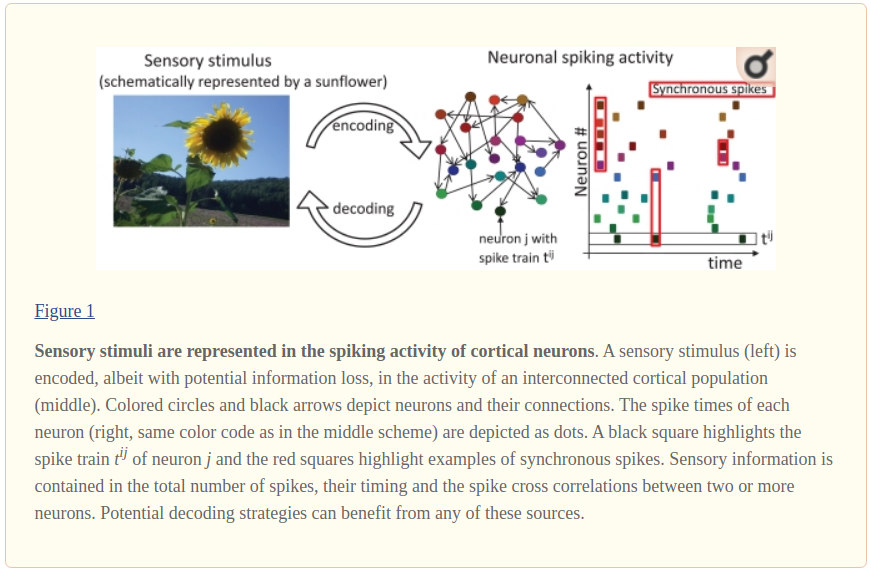 Sensory stimulus
(schematically represented by a sunflower)
encoding
decoding
Neuronal spiking activity
neuron j with
spike train tij
Synchronous spikes
Neuron #
tij
time
Figure 1
Sensory stimuli are represented in the spiking activity of cortical neurons. A sensory stimulus (left) is
encoded, albeit with potential information loss, in the activity of an interconnected cortical population
(middle). Colored circles and black arrows depict neurons and their connections. The spike times of each
neuron (right, same color code as in the middle scheme) are depicted as dots. A black square highlights the
spike train tij of neuron j and the red squares highlight examples of synchronous spikes. Sensory information is
contained in the total number of spikes, their timing and the spike cross correlations between two or more
neurons. Potential decoding strategies can benefit from any of these sources.